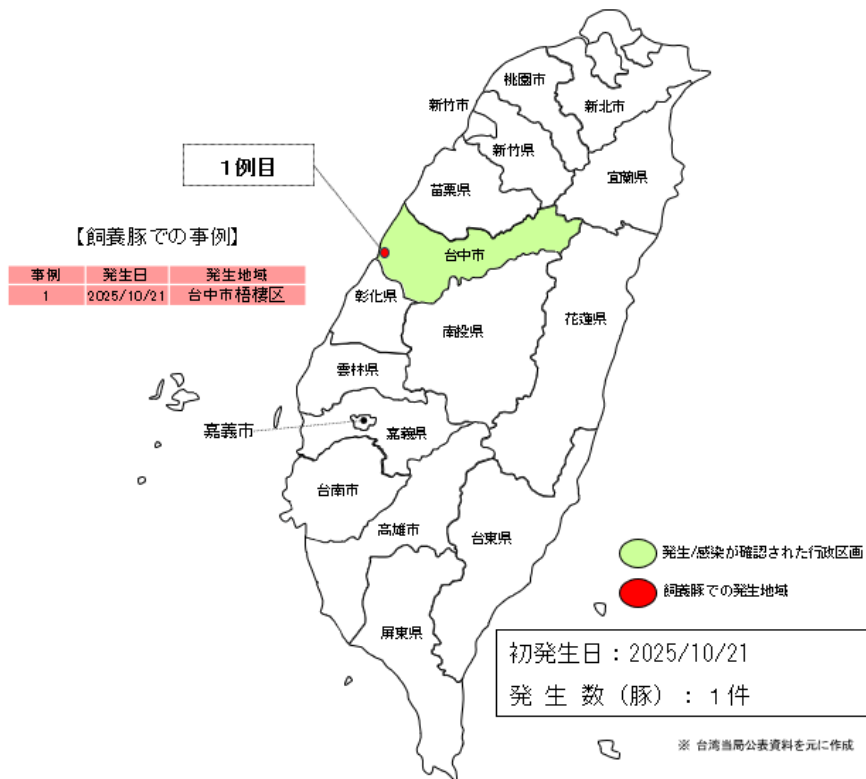 桃園市
新竹市
新北市
新竹県
1例目
苗栗県
宜蘭県
【飼養豚での事例】
台中市
事例 発生日 発生地域
1 2025/10/21 台中市梧棲区
彰化県
花蓮県
南投県
雲林県
嘉義市
嘉義県
台南市
高雄市
台東県
発生/感染が確認された行政区画
飼養豚での発生地域
屏東県
初発生日：2025/10/21
発生数（豚）：1件
※ 台湾当局公表資料を元に作成